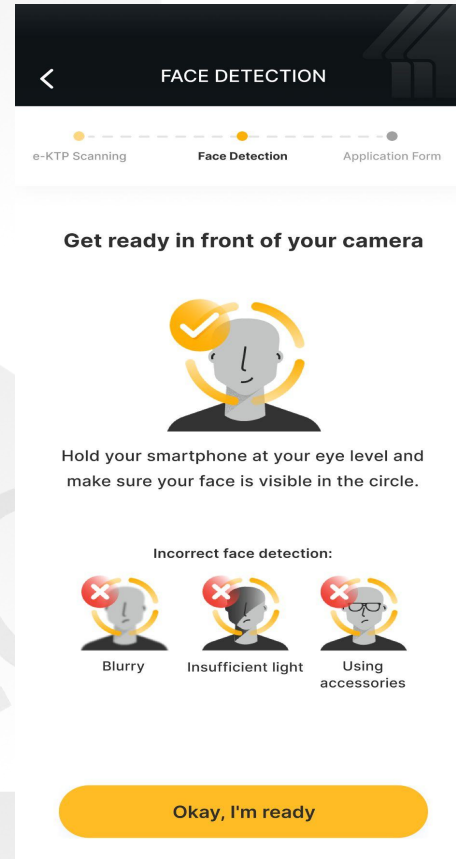 FACE DETECTION
e-KTP Scanning Face Detection Application Form
Get ready in front of your camera
Hold your smartphone at your eye level and
make sure your face is visible in the circle.
Incorrect face detection:
Blurry Insufficient light Using
accessories
Okay, I'm ready